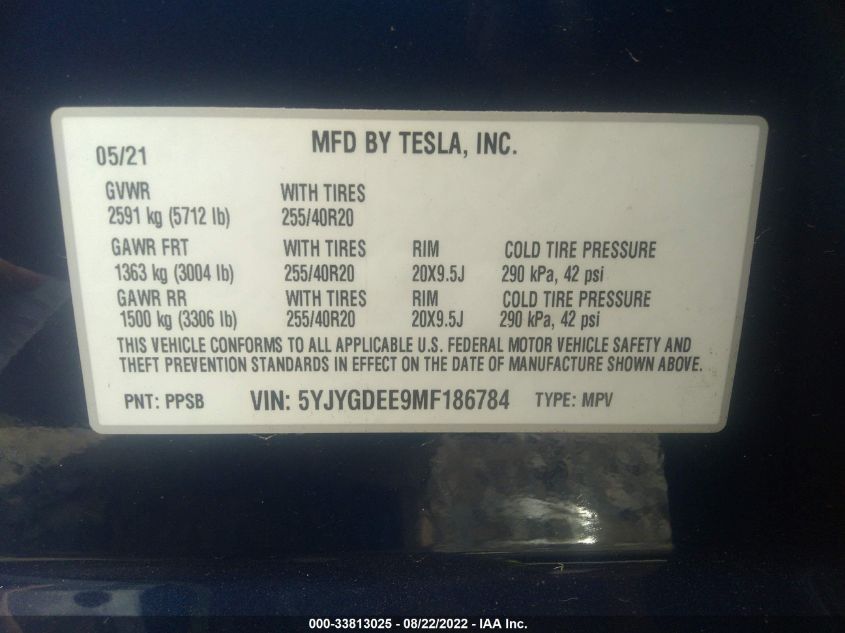 05/21 MFD BY TESLA, INC.
GVWR WITH TIRES
2591 kg (5712 lb) 255/40R20
GAWR FRT WITH TIRES RIM COLD TIRE PRESSURE
1363 kg (3004 lb) 255/40R20 20X9.5J 290 kPa, 42 psi
GAWR RR WITH TIRES RIM COLD TIRE PRESSURE
1500 kg (3306 lb) 255/40R20 20X9.5J 290 kPa, 42 psi
THIS VEHICLE CONFORMS TO ALL APPLICABLE U.S. FEDERAL MOTOR VEHICLE SAFETY AND
THEFT PREVENTION STANDARDS IN EFFECT ON THE DATE OF MANUFACTURE SHOWN ABOVE.
PNT: PPSB VIN: 5YJYGDEE9MF186784 TYPE: MPV
000-33813025 - 08/22/2022 - IAA Inc.